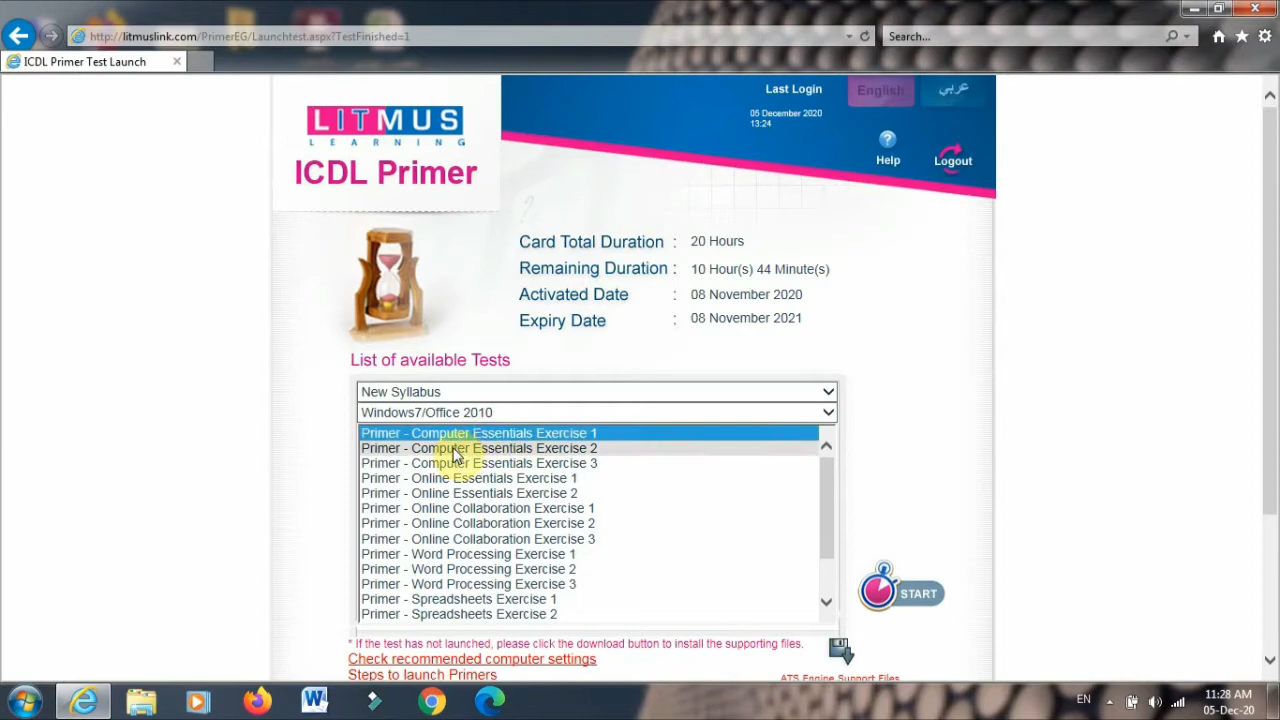 http://litmuslink.com/PrimerEG/Launchtest.aspx?TestFinished=1
Search...
ICDL Primer Test Launch
LITMUS
LEARNING
ICDL Primer
Last Login
05 December 2020
13:24
English
عربي
?
Help
Logout
Card Total Duration : 20 Hours
Remaining Duration : 10 Hour(s) 44 Minute(s)
Activated Date : 08 November 2020
Expiry Date : 08 November 2021
List of available Tests
New Syllabus
Windows7/Office 2010
Primer - Computer Essentials Exercise 1
Primer - Computer Essentials Exercise 2
Primer - Computer Essentials Exercise 3
Primer - Online Essentials Exercise 1
Primer - Online Essentials Exercise 2
Primer - Online Collaboration Exercise 1
Primer - Online Collaboration Exercise 2
Primer - Online Collaboration Exercise 3
Primer - Word Processing Exercise 1
Primer - Word Processing Exercise 2
Primer - Word Processing Exercise 3
Primer - Spreadsheets Exercise 1
Primer - Spreadsheets Exercise 2
START
* If the test has not launched, please click the download button to install the supporting files.
Check recommended computer settings
Steps to launch Primers
ATS Engine Support Files
EN
11:28 AM
05-Dec-20